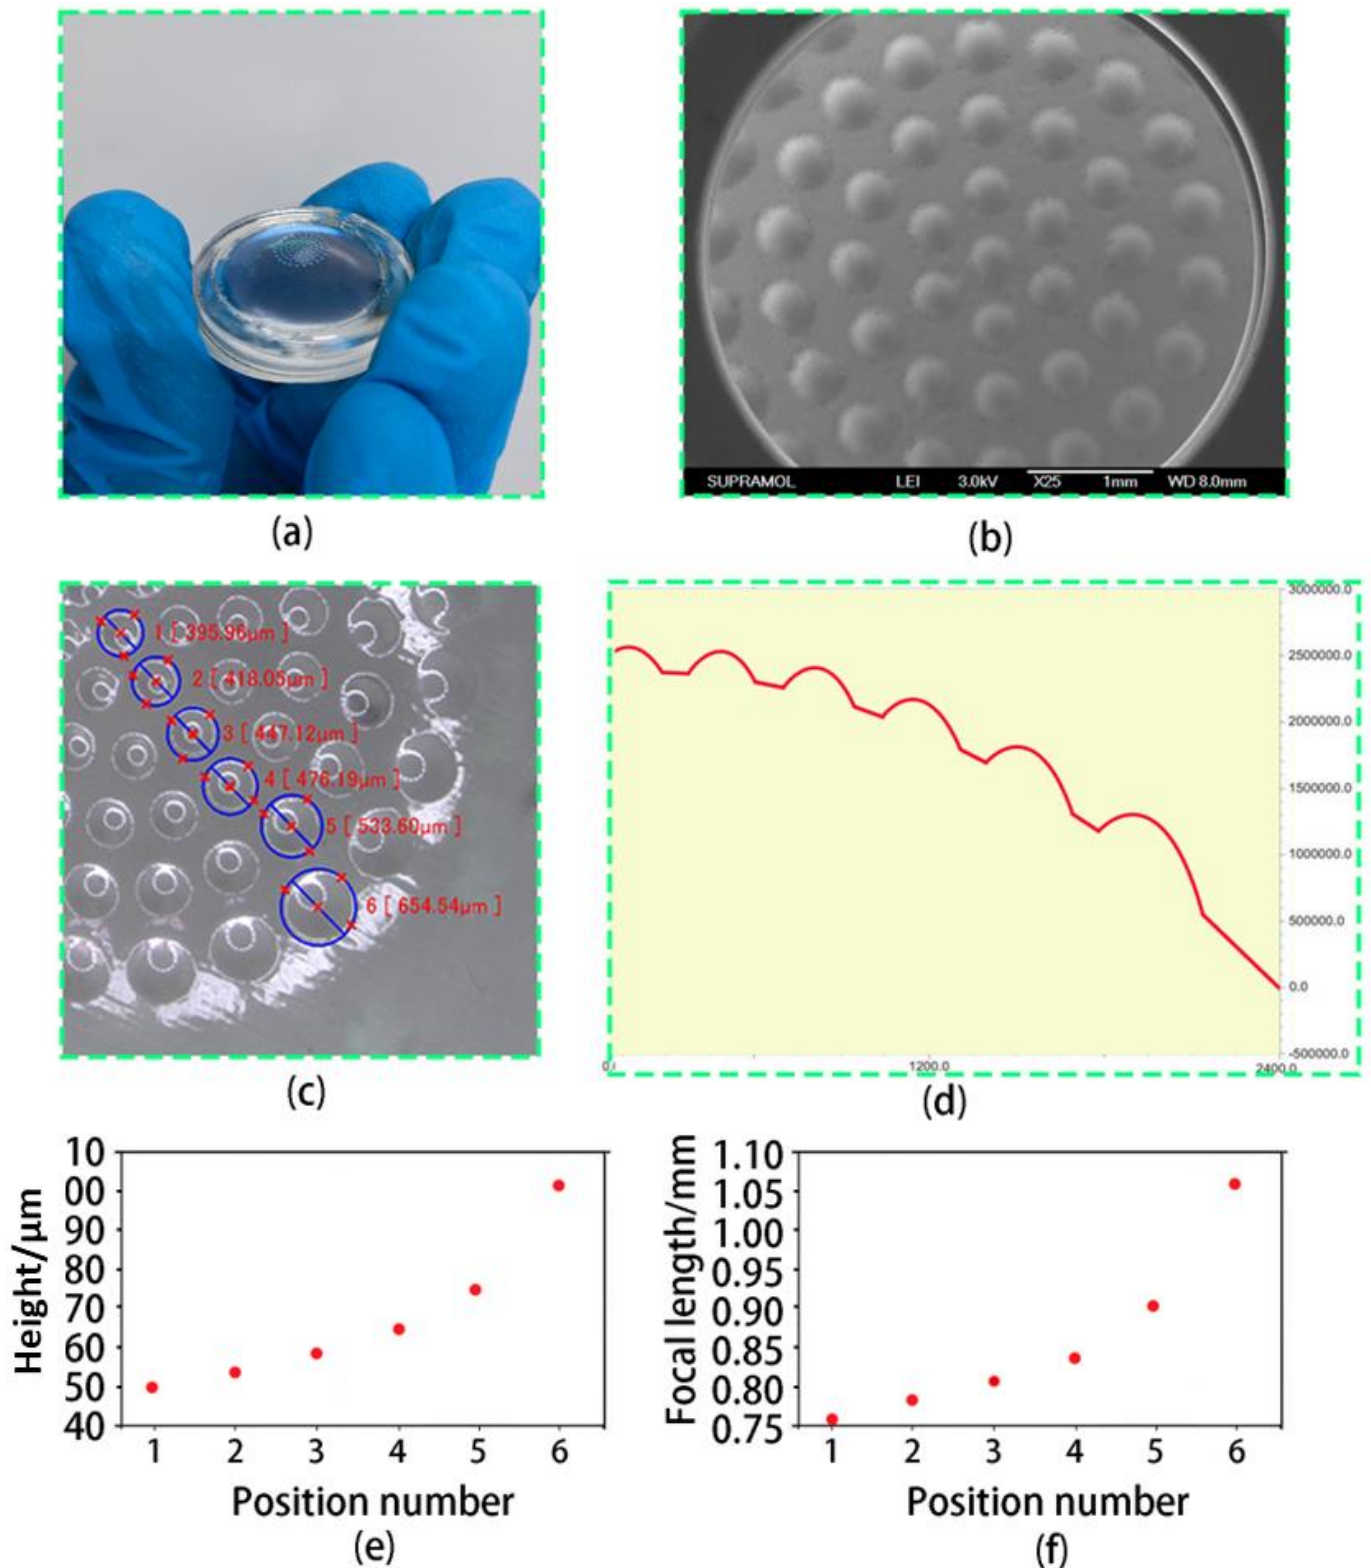 (a)
SUPRAMOL LEI 3.0kV X25 1mm WD 8.0mm
(b)
1 [ 395.96μm ]
2 [ 418.05μm ]
3 [ 447.12μm ]
4 [ 476.19μm ]
5 [ 533.60μm ]
6 [ 654.54μm ]
(c)
3000000.0
2500000.0
2000000.0
1500000.0
1000000.0
500000.0
0.0
-500000.0
0. 1200.0 2400.0
(d)
Height/μm
10
00
90
80
70
60
50
40
1 2 3 4 5 6
Position number
(e)
Focal length/mm
1.10
1.05
1.00
0.95
0.90
0.85
0.80
0.75
1 2 3 4 5 6
Position number
(f)